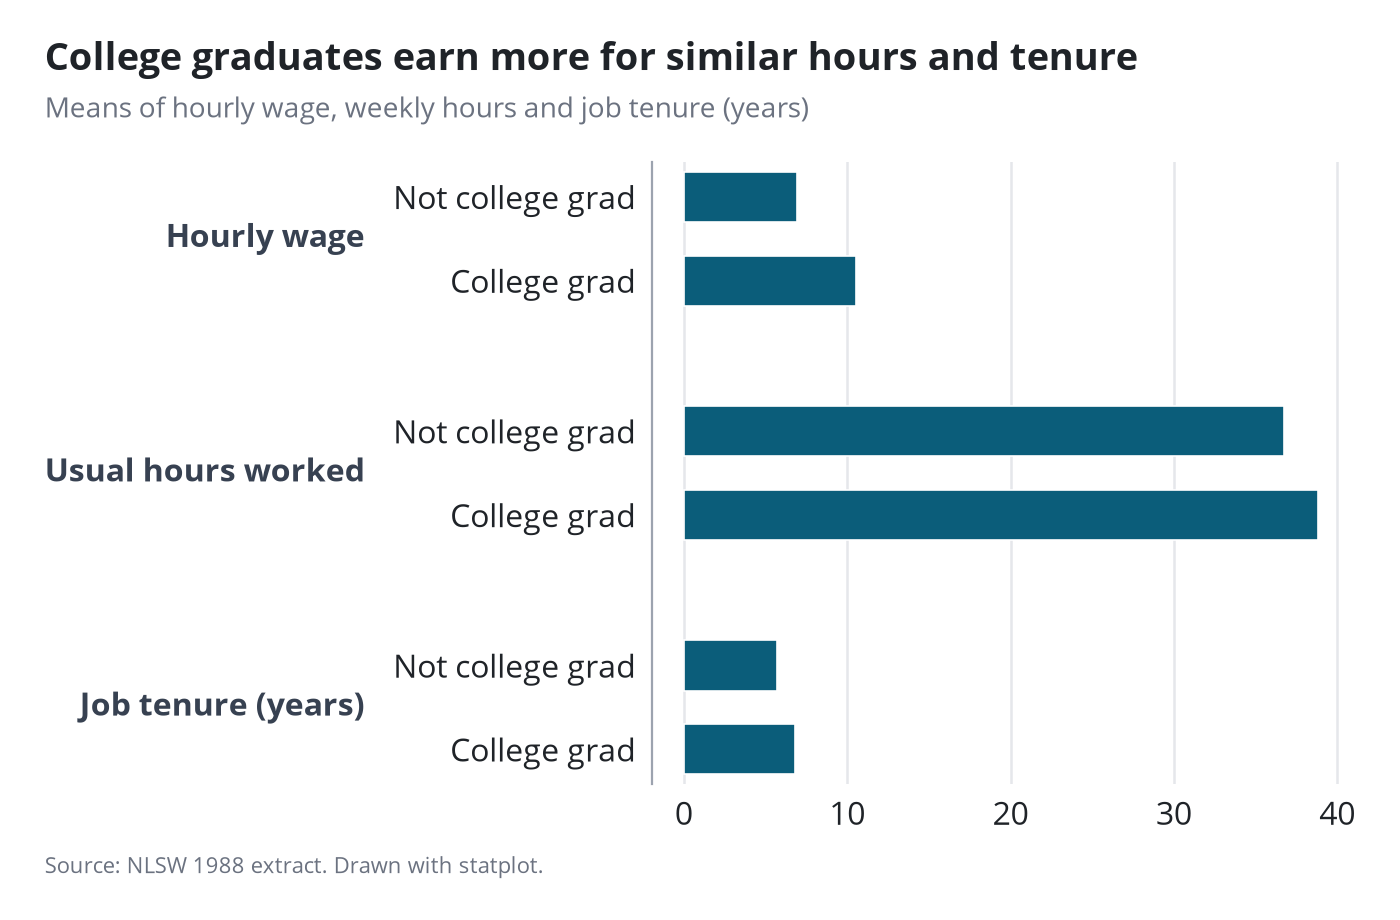 College graduates earn more for similar hours and tenure
Means of hourly wage, weekly hours and job tenure (years)
Hourly wage
Not college grad
College grad
Usual hours worked
Not college grad
College grad
Job tenure (years)
Not college grad
College grad
0 10 20 30 40
Source: NLSW 1988 extract. Drawn with statplot.